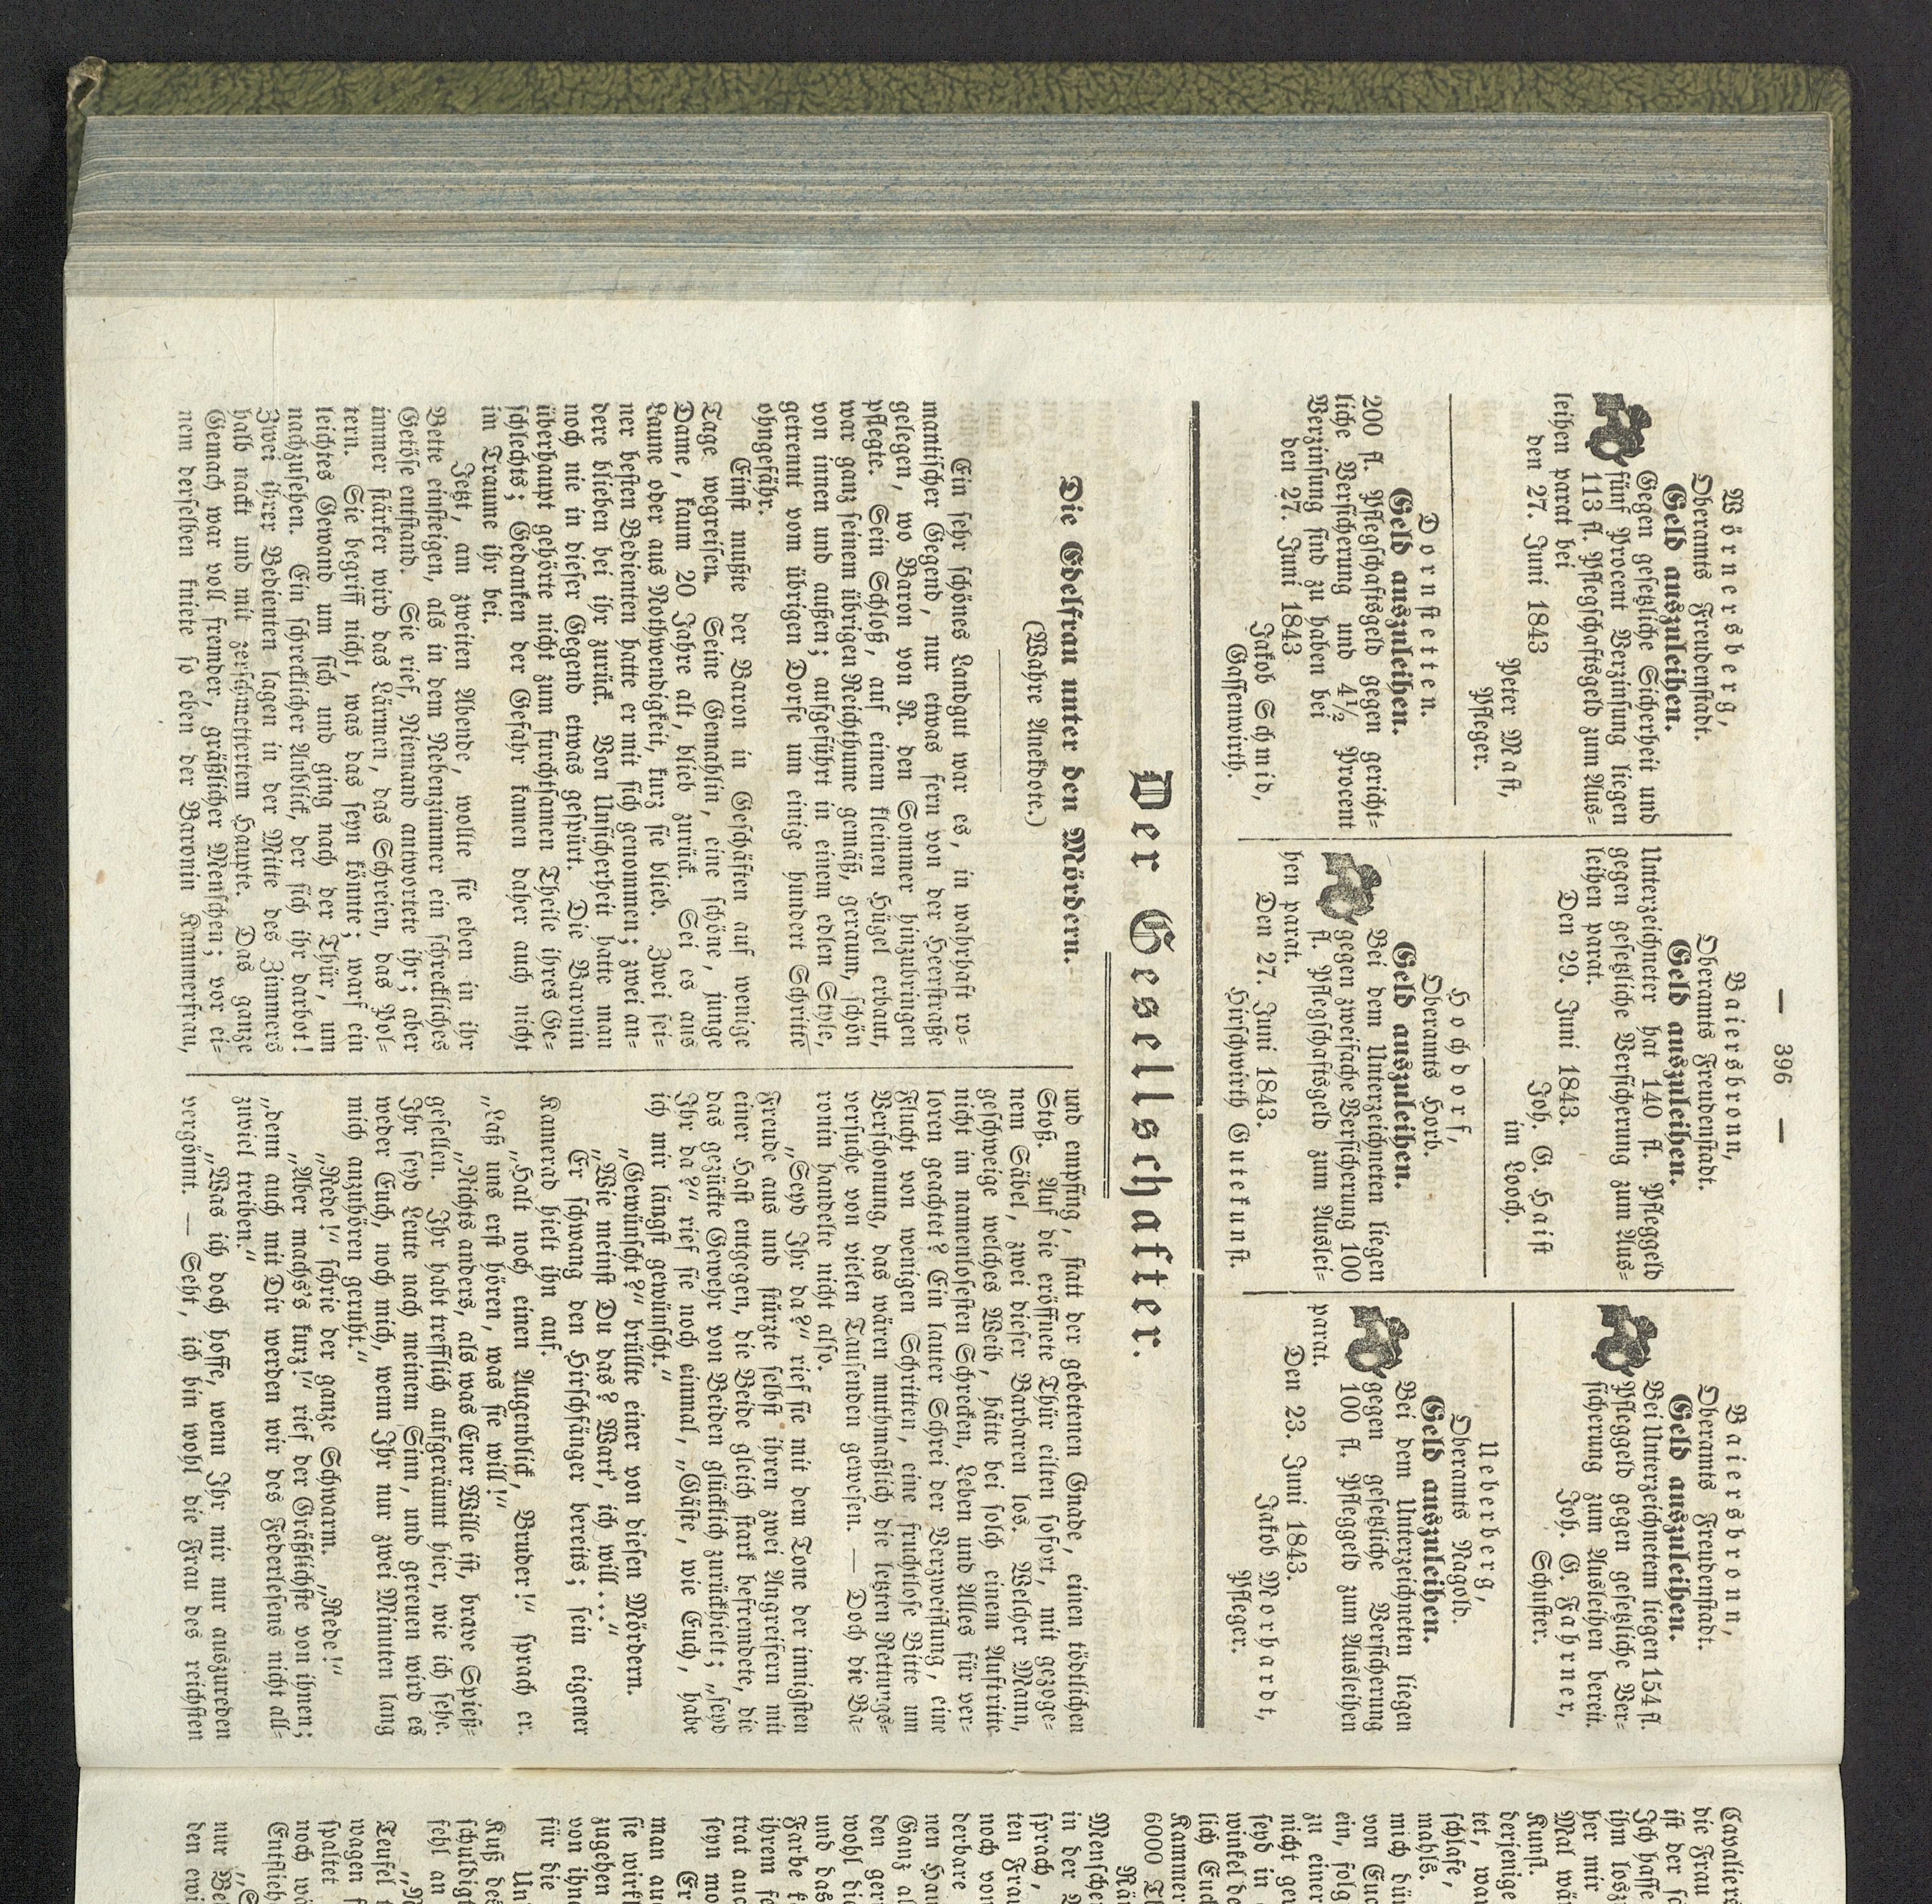 — 396 —
Wörnersberg,
Oberamts Freudenstadt.
Geld auszuleihen.
Gegen gesetzliche Sicherheit und
fünf Procent Verzinsung liegen
113 fl. Pflegschaftsgeld zum Aus-
leihen parat bei
den 27. Juni 1843
Peter Mast,
Pfleger.
Dornstetten.
Geld auszuleihen.
200 fl. Pflegschaftsgeld gegen gericht-
liche Versicherung und 4½ Procent
Verzinsung sind zu haben bei
den 27. Juni 1843
Jakob Schmid,
Gassenwirth.
Baiersbronn,
Oberamts Freudenstadt.
Geld auszuleihen.
Unterzeichneter hat 140 fl. Pfleggeld
gegen gesetzliche Versicherung zum Aus-
leihen parat.
Den 29. Juni 1843.
Joh. G. Haist
im Looch.
Hochdorf,
Oberamts Horb.
Geld auszuleihen.
Bei dem Unterzeichneten liegen
gegen zweifache Versicherung 100
fl. Pflegschaftsgeld zum Auslei-
hen parat.
Den 27. Juni 1843.
Hirschwirth Gutekunst.
Baiersbronn,
Oberamts Freudenstadt.
Geld auszuleihen.
Bei Unterzeichnetem liegen 154 fl.
Pfleggeld gegen gesetzliche Ver-
sicherung zum Ausleihen bereit.
Joh. G. Fahrner,
Schuster.
Ueberberg,
Oberamts Nagold.
Geld auszuleihen.
Bei dem Unterzeichneten liegen
gegen gesetzliche Versicherung
100 fl. Pfleggeld zum Ausleihen
parat.
Den 23. Juni 1843.
Jakob Morhardt,
Pfleger.
Der Gesellschafter.
Die Edelfrau unter den Mördern.
(Wahre Anekdote.)
Ein sehr schönes Landgut war es, in wahrhaft ro-
mantischer Gegend, nur etwas fern von der Heerstraße
gelegen, wo Baron von R. den Sommer hinzubringen
pflegte. Sein Schloß, auf einem kleinen Hügel erbaut,
war ganz seinem übrigen Reichthume gemäß, geraum, schön
von innen und außen; aufgeführt in einem edlen Style,
getrennt vom übrigen Dorfe um einige hundert Schritte
ohngefähr.
Einst mußte der Baron in Geschäften auf wenige
Tage wegreisen. Seine Gemahlin, eine schöne, junge
Dame, kaum 20 Jahre alt, blieb zurück. Sei es aus
Laune oder aus Nothwendigkeit, kurz sie blieb. Zwei sei-
ner besten Bedienten hatte er mit sich genommen; zwei an-
dere blieben bei ihr zurück. Von Unsicherheit hatte man
noch nie in dieser Gegend etwas gespürt. Die Baronin
überhaupt gehörte nicht zum furchtsamen Theile ihres Ge-
schlechts; Gedanken der Gefahr kamen daher auch nicht
im Traume ihr bei.
Jetzt, am zweiten Abende, wollte sie eben in ihr
Bette einsteigen, als in dem Nebenzimmer ein schreckliches
Getöse entstand. Sie rief, Niemand antwortete ihr; aber
immer stärker wird das Lärmen, das Schreien, das Pol-
tern. Sie begriff nicht, was das seyn könnte; warf ein
leichtes Gewand um sich und ging nach der Thür, um
nachzusehen. Ein schrecklicher Anblick, der sich ihr darbot!
Zwei ihrer Bedienten lagen in der Mitte des Zimmers
halb nackt und mit zerschmettertem Haupte. Das ganze
Gemach war voll fremder, gräßlicher Menschen; vor ei-
nem derselben kniete so eben der Baronin Kammerfrau,
und empfing, statt der gebetenen Gnade, einen tödtlichen
Stoß. Auf die eröffnete Thür eilten sofort, mit gezoge-
nem Säbel, zwei dieser Barbaren los. Welcher Mann,
geschweige welches Weib, häte bei solch einem Auftritte
nicht im namenlosesten Schrecken, Leben und Alles für ver-
loren geachtet? Ein lauter Schrei der Verzweiflung, eine
Flucht von wenigen Schritten, eine fruchtlose Bitte um
Verschonung, das wären muthmaßlich die letzten Rettungs-
versuche von vielen Tausenden gewesen. — Doch die Ba-
ronin handelte nicht also.
„Seyd Ihr da?“ rief sie mit dem Tone der innigsten
Freude aus und stürzte selbst ihren zwei Angreifern mit
einer Hast entgegen, die Beide gleich stark befremdete, die
das gezückte Gewehr von Beiden glücklich zurückhielt; „seyd
Ihr da?“ rief sie noch einmal, „Gäste, wie Euch, habe
ich mir längst gewünscht.“
„Gewünscht?“ brüllte einer von diesen Mördern.
„Wie meinst Du das? Wart', ich will....“
Er schwang den Hirschfänger bereits; sein eigener
Kamerad hielt ihn auf.
„Halt noch einen Augenblick, Bruder!“ sprach er.
„Laß uns erst hören, was sie will!“
„Nichts anders, als was Euer Wille ist, brave Spieß-
gesellen. Ihr habt trefflich aufgeräumt hier, wie ich sehe.
Ihr seyd Leute nach meinem Sinn, und gereuen wird es
weder Euch, noch mich, wenn Ihr nur zwei Minuten lang
mich anzuhören geruht.“
„Rede!“ schrie der ganze Schwarm. „Rede!“
„Aber mach's kurz!“ rief der Gräßlichste von ihnen;
„denn auch mit Dir werden wir des Federlesens nicht all-
zuviel treiben.“
„Was ich doch hoffe, wenn Ihr mir nur auszureden
vergönnt. — Seht, ich bin wohl die Frau des reichsten